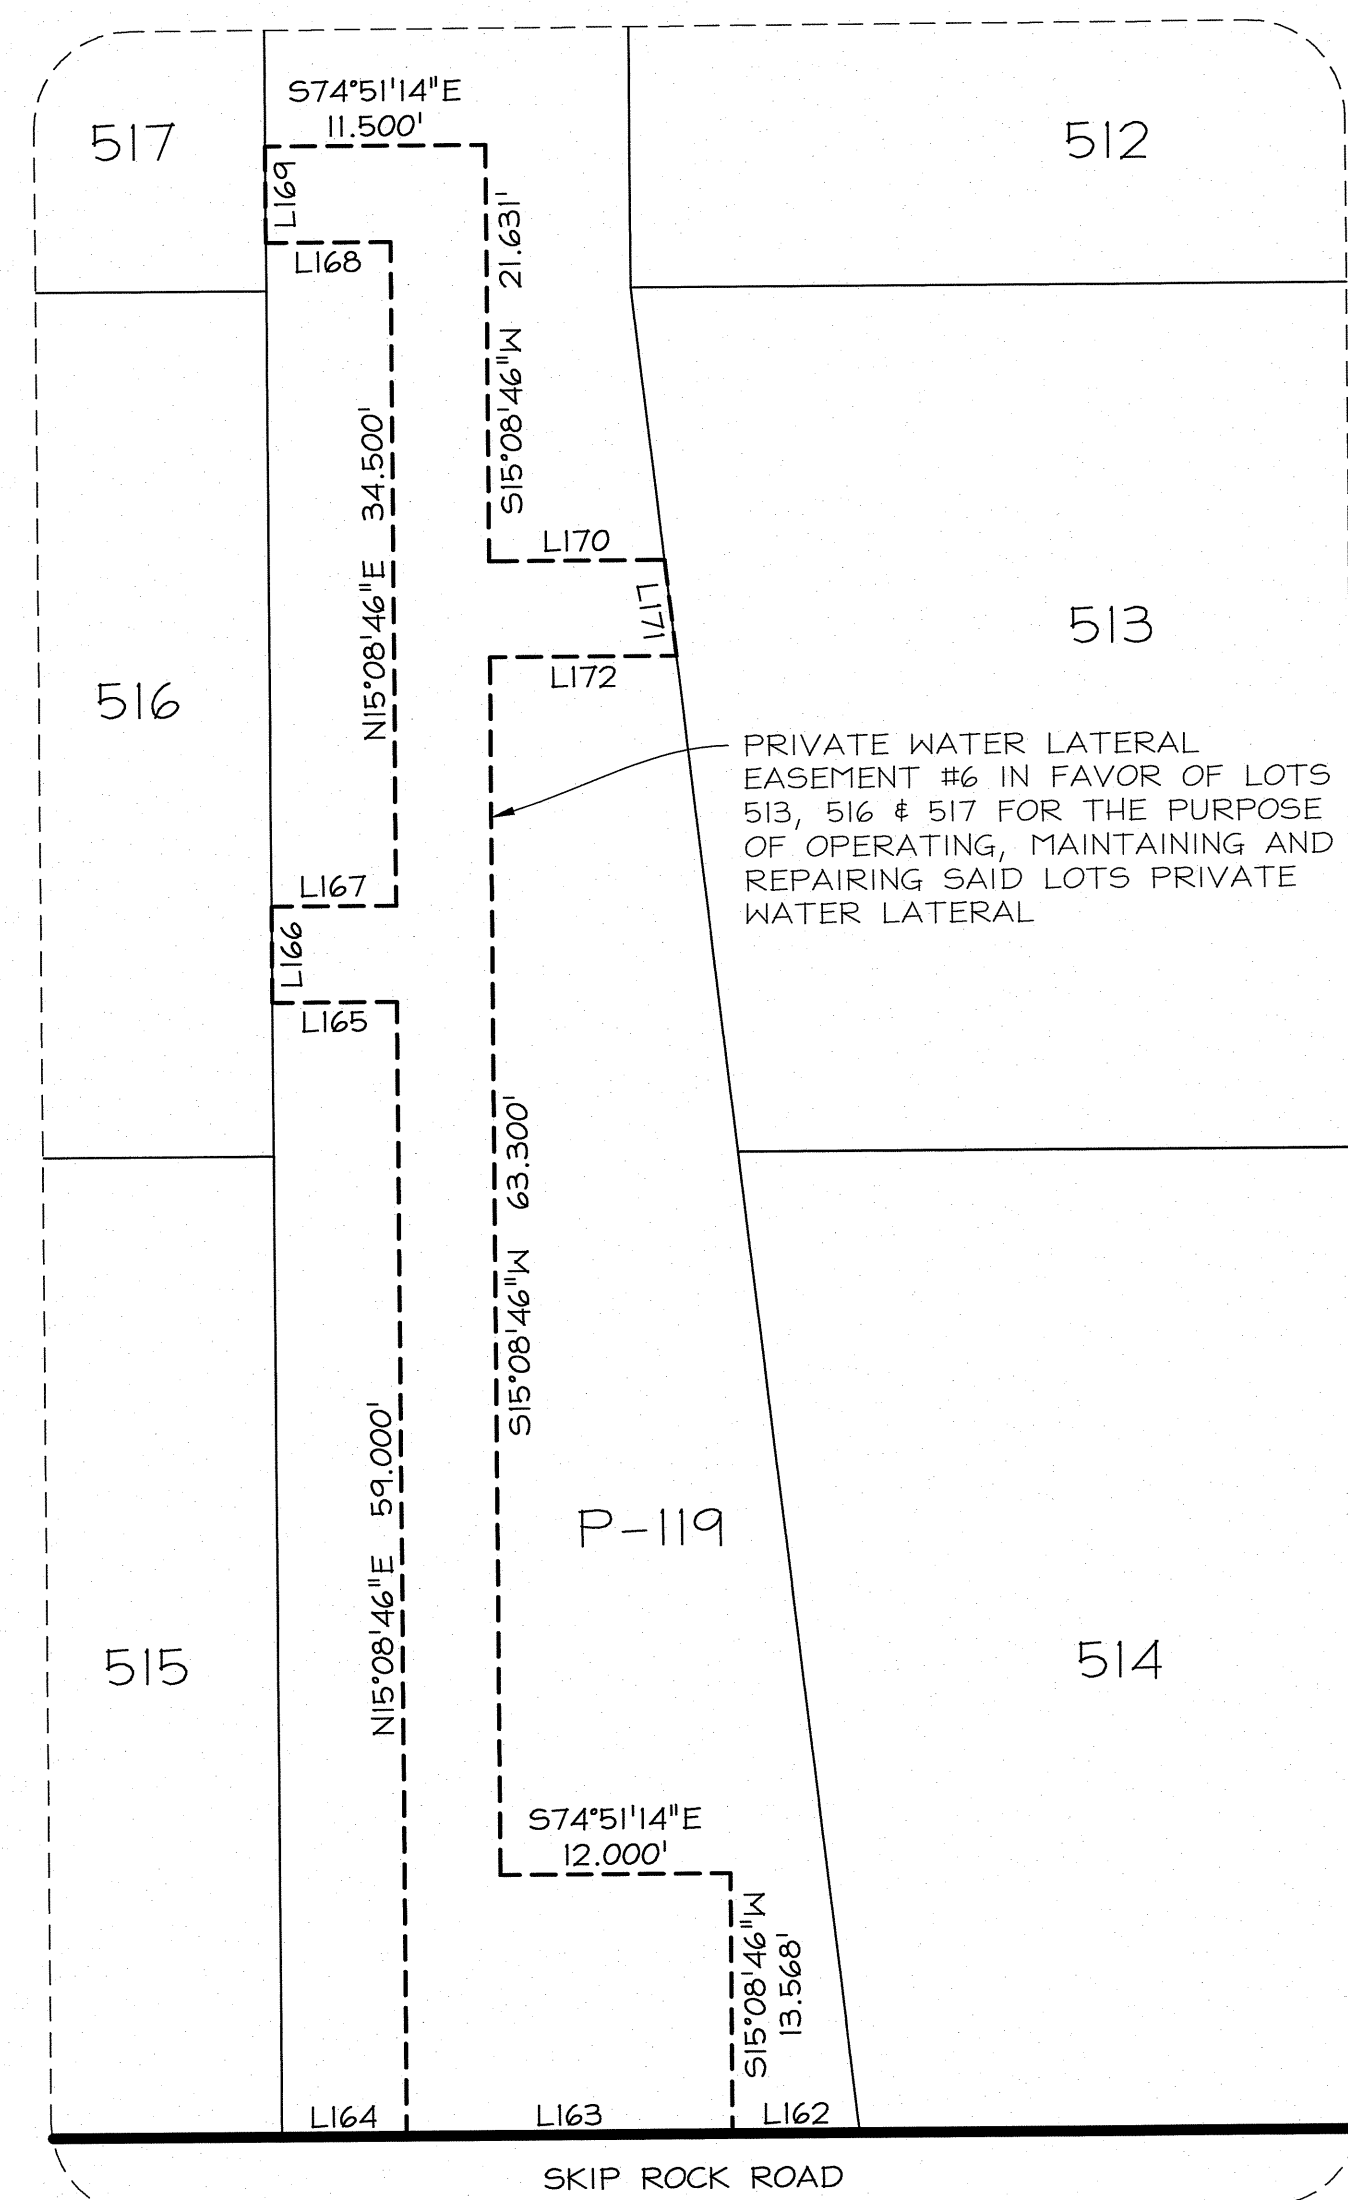 S74°51'14"E
11.500'
517
512
L169
L168
S15°08'46"W 21.631'
N15°08'46"E 34.500'
L170
L171
L172
513
516
PRIVATE WATER LATERAL
EASEMENT #6 IN FAVOR OF LOTS
513, 516 & 517 FOR THE PURPOSE
OF OPERATING, MAINTAINING AND
REPAIRING SAID LOTS PRIVATE
WATER LATERAL
L167
L166
L165
S15°08'46"W 63.300'
N15°08'46"E 59.000'
P-119
515
514
S74°51'14"E
12.000'
S15°08'46"W
13.568'
L164
L163
L162
SKIP ROCK ROAD